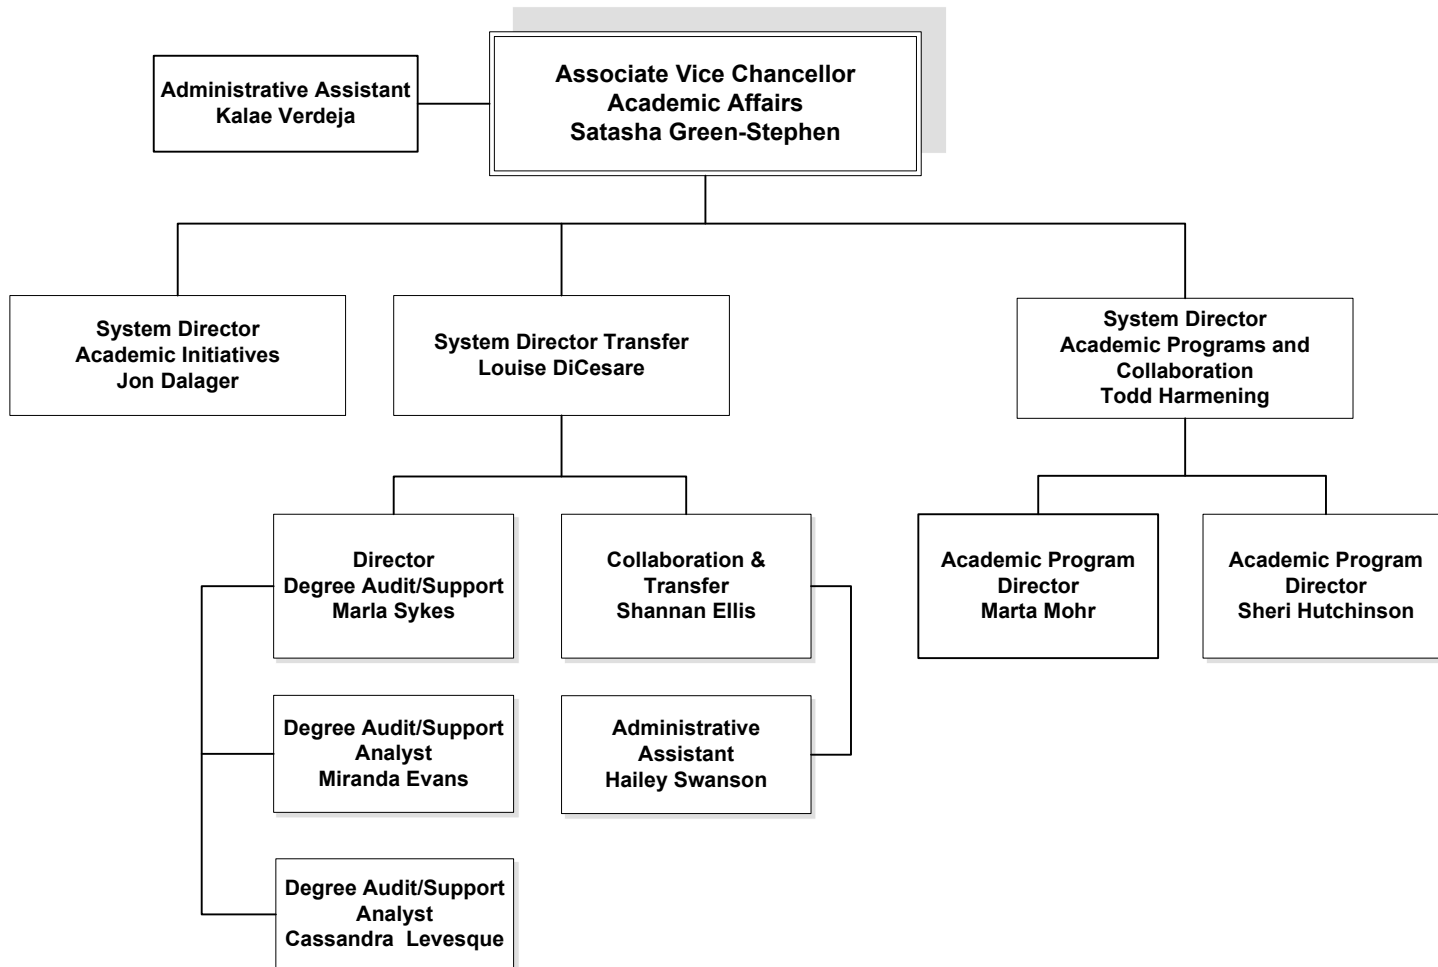 Administrative Assistant
Kalae Verdeja
Associate Vice Chancellor
Academic Affairs
Satasha Green-Stephen
System Director
Academic Initiatives
Jon Dalager
System Director Transfer
Louise DiCesare
System Director
Academic Programs and
Collaboration
Todd Harmening
Director
Degree Audit/Support
Marla Sykes
Collaboration &
Transfer
Shannan Ellis
Academic Program
Director
Marta Mohr
Academic Program
Director
Sheri Hutchinson
Degree Audit/Support
Analyst
Miranda Evans
Administrative
Assistant
Hailey Swanson
Degree Audit/Support
Analyst
Cassandra  Levesque